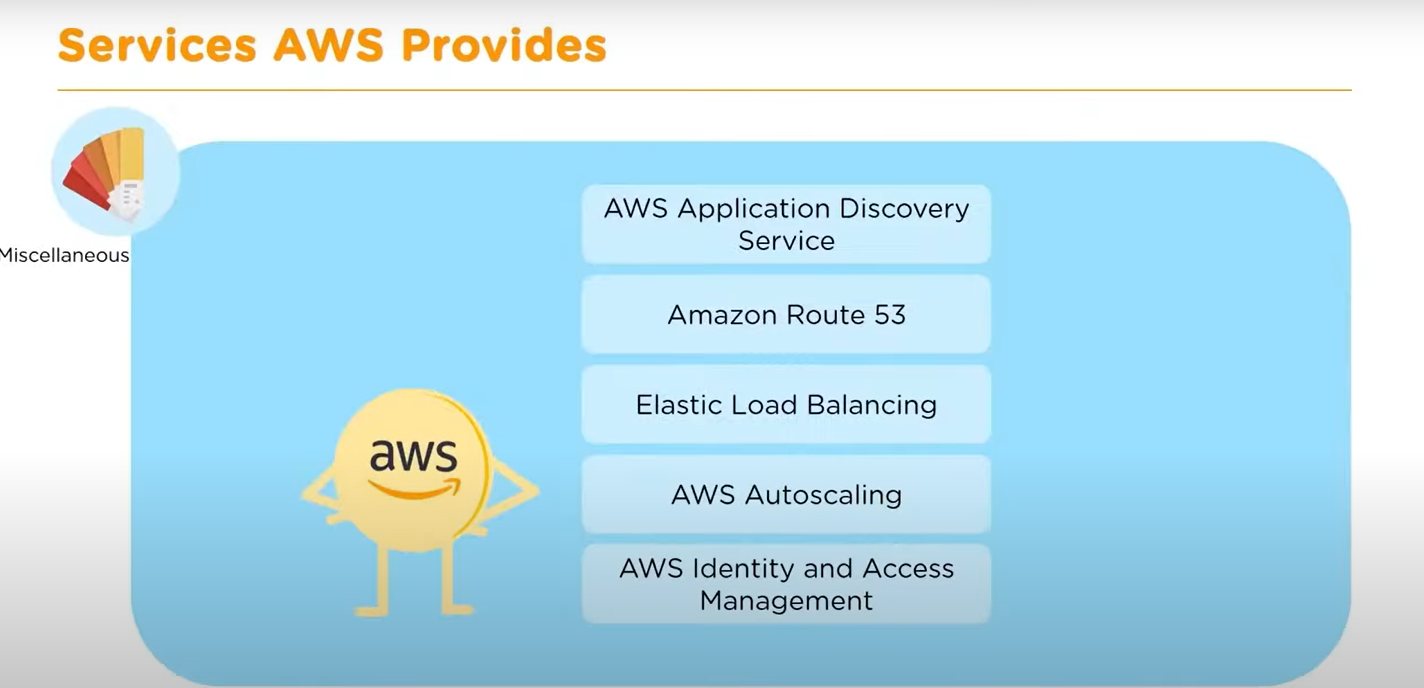 Services AWS Provides
Miscellaneous
AWS Application Discovery
Service
Amazon Route 53
Elastic Load Balancing
AWS Autoscaling
AWS Identity and Access
Management
aws